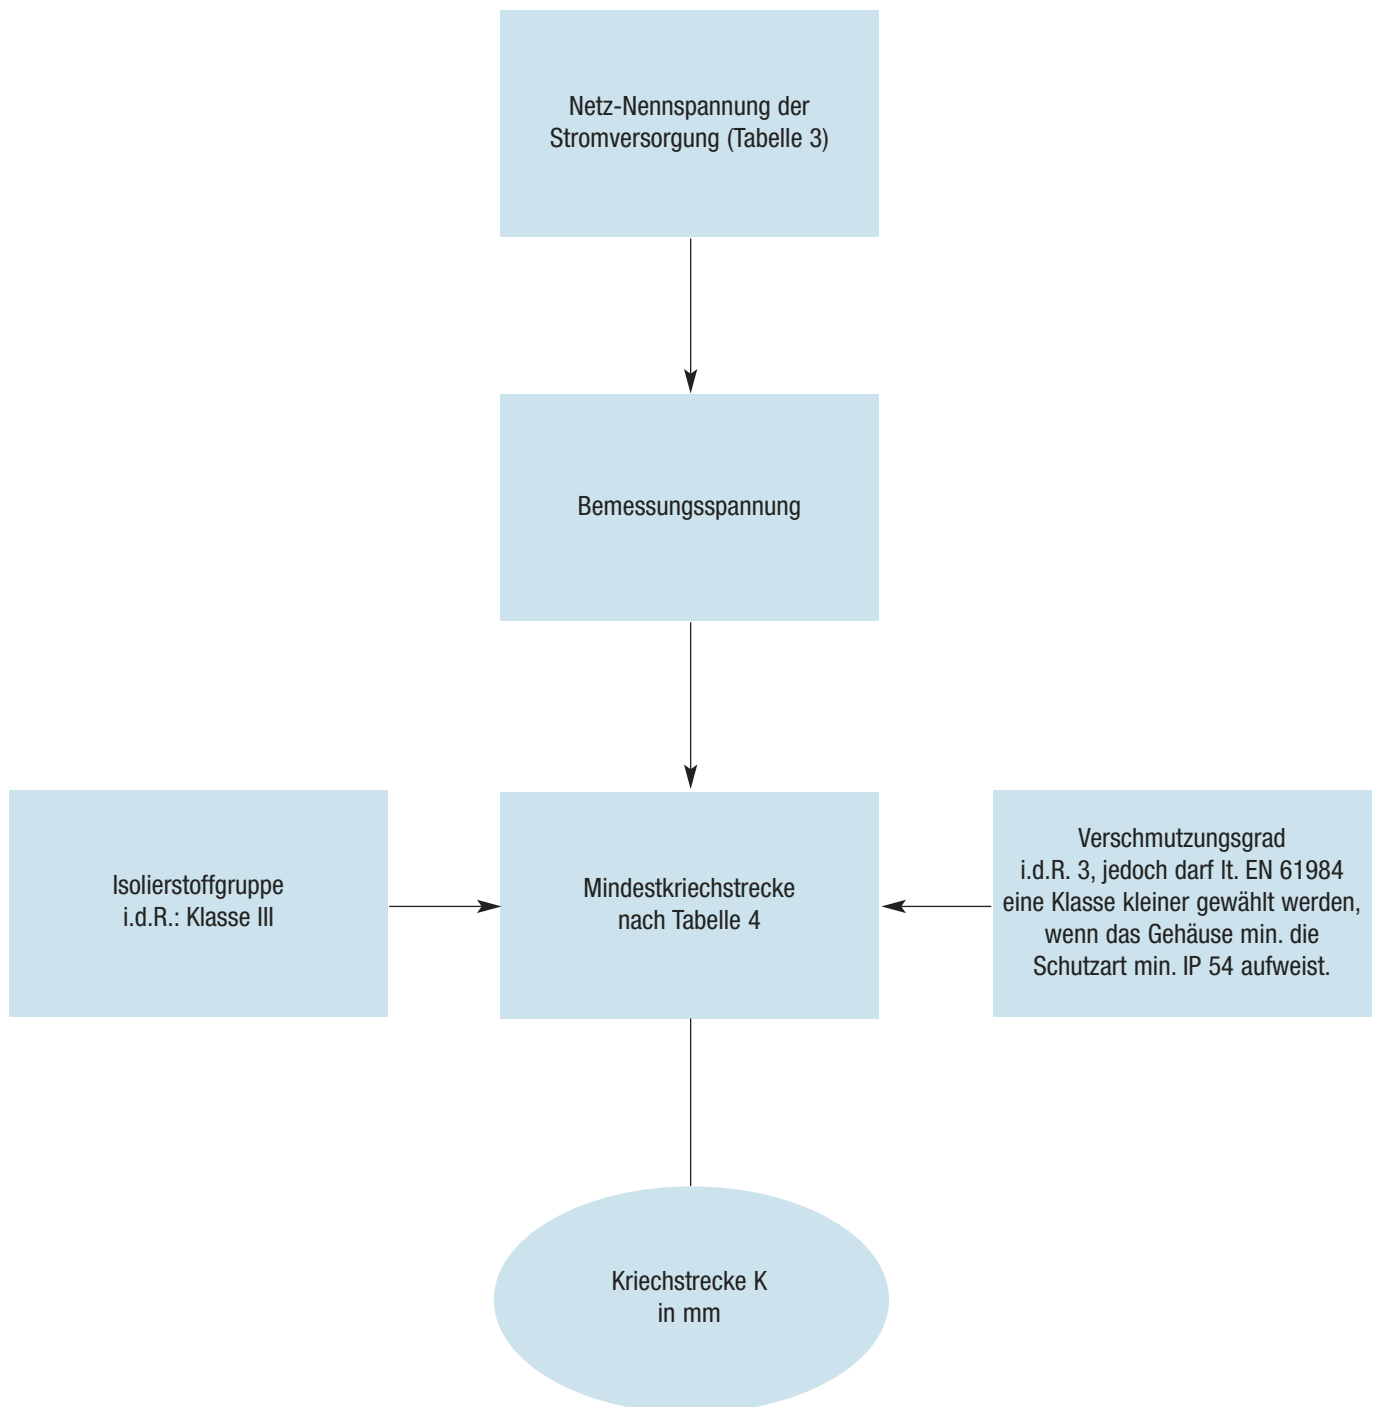 Netz-Nennspannung der
Stromversorgung (Tabelle 3)
Bemessungsspannung
Isolierstoffgruppe
i.d.R.: Klasse III
Mindestkriechstrecke
nach Tabelle 4
Verschmutzungsgrad
i.d.R. 3, jedoch darf lt. EN 61984
eine Klasse kleiner gewählt werden,
wenn das Gehäuse min. die
Schutzart min. IP 54 aufweist.
Kriechstrecke K
in mm